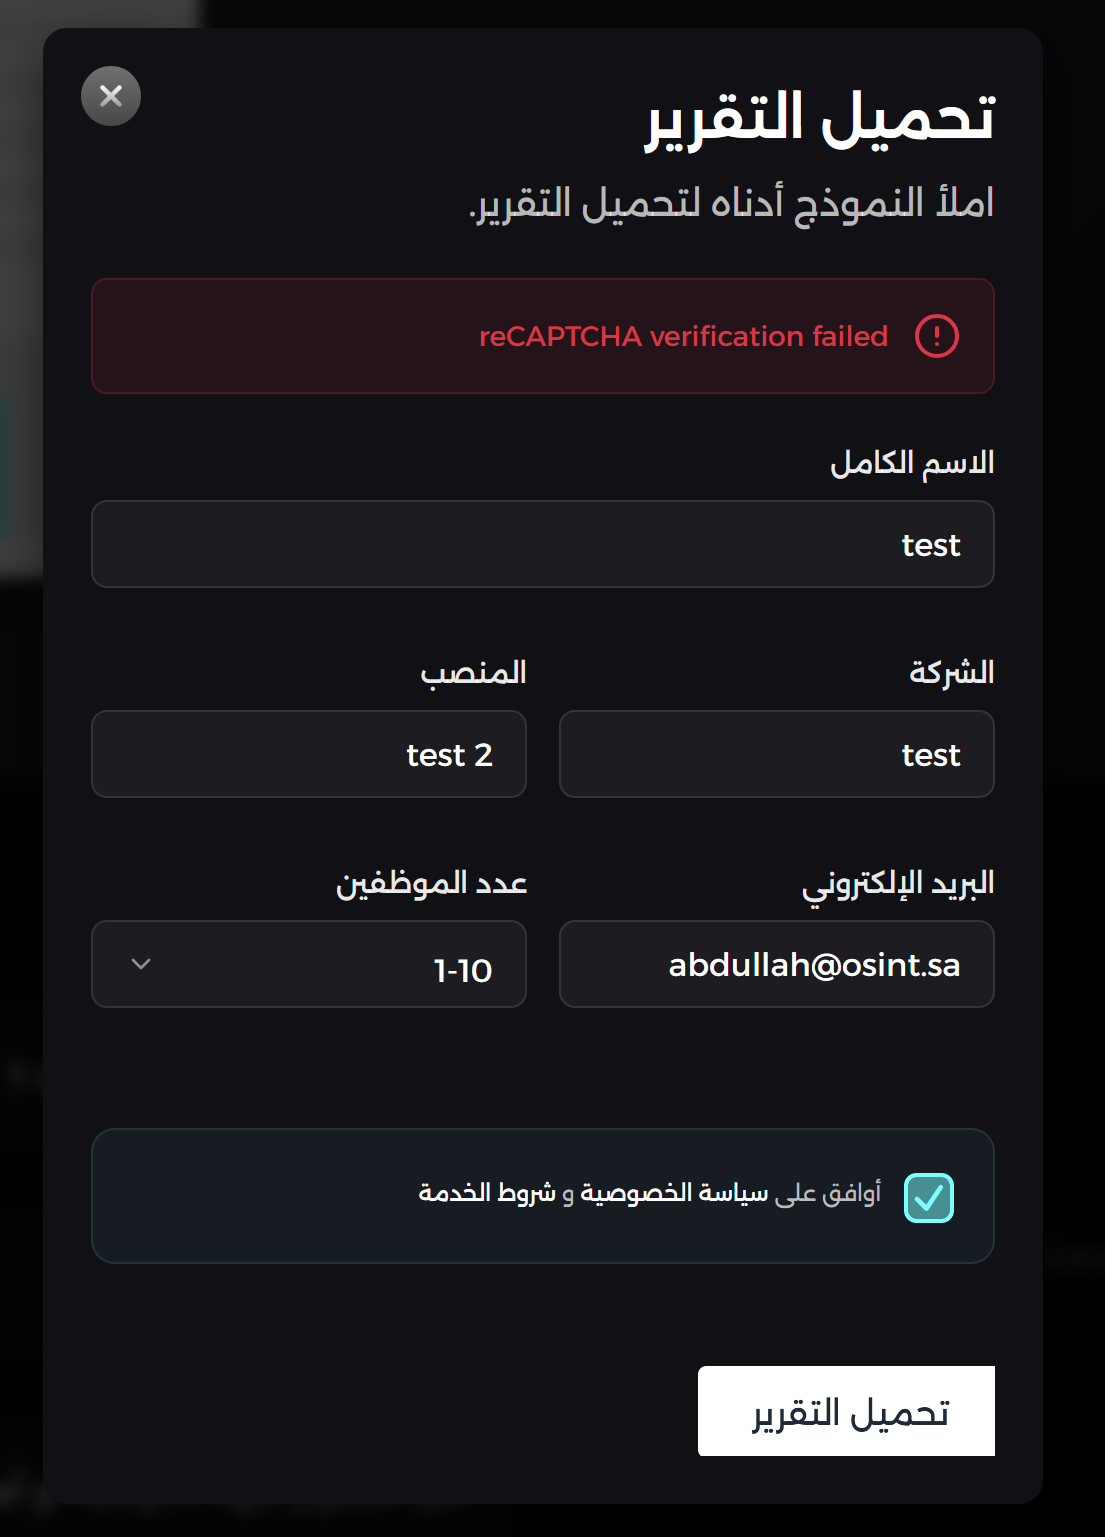 تحميل التقرير
املأ النموذج أدناه لتحميل التقرير.
reCAPTCHA verification failed
الاسم الكامل
test
الشركة
المنصب
test
test 2
البريد الإلكتروني
عدد الموظفين
abdullah@osint.sa
1-10
أوافق على سياسة الخصوصية و شروط الخدمة
تحميل التقرير